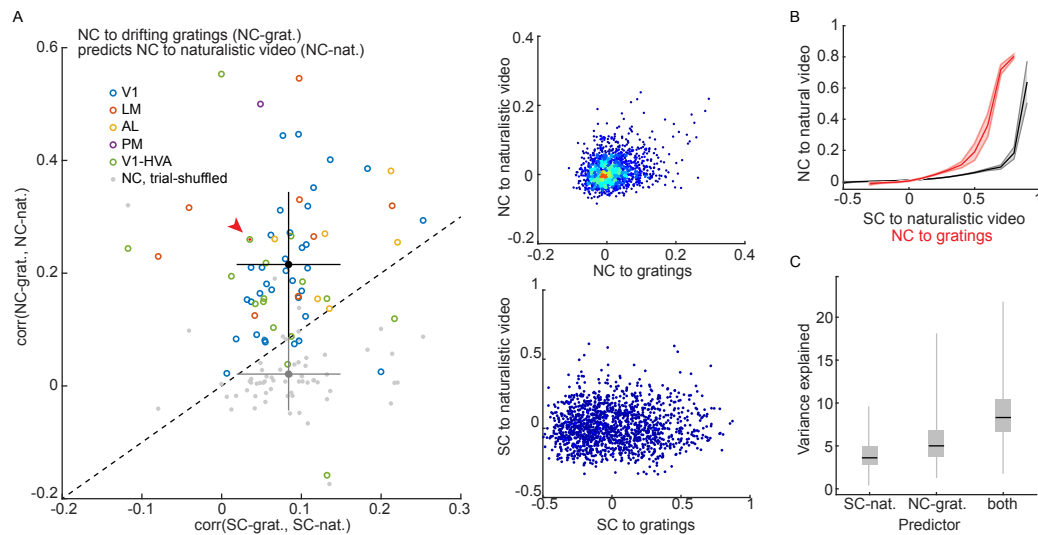 A
NC to drifting gratings (NC-grat.)
predicts NC to naturalistic video (NC-nat.)
V1
LM
AL
PM
V1-HVA
NC, trial-shuffled
0.6
0.4
0.2
0
-0.2
-0.2
-0.1
0
0.1
0.2
0.3
corr(NC-grat., NC-nat.)
corr(SC-grat., SC-nat.)
0.4
0.2
0
-0.2
0
0.1
0.2
0.3
0.4
NC to naturalistic video
NC to gratings
1
0.5
0
-0.5
-0.5
0
0.5
1
SC to naturalistic video
SC to gratings
B
1
0.8
0.6
0.4
0.2
0
-0.5
0
0.5
1
NC to natural video
SC to naturalistic video
NC to gratings
C
20
15
10
5
0
Variance explained
SC-nat.
NC-grat.
both
Predictor